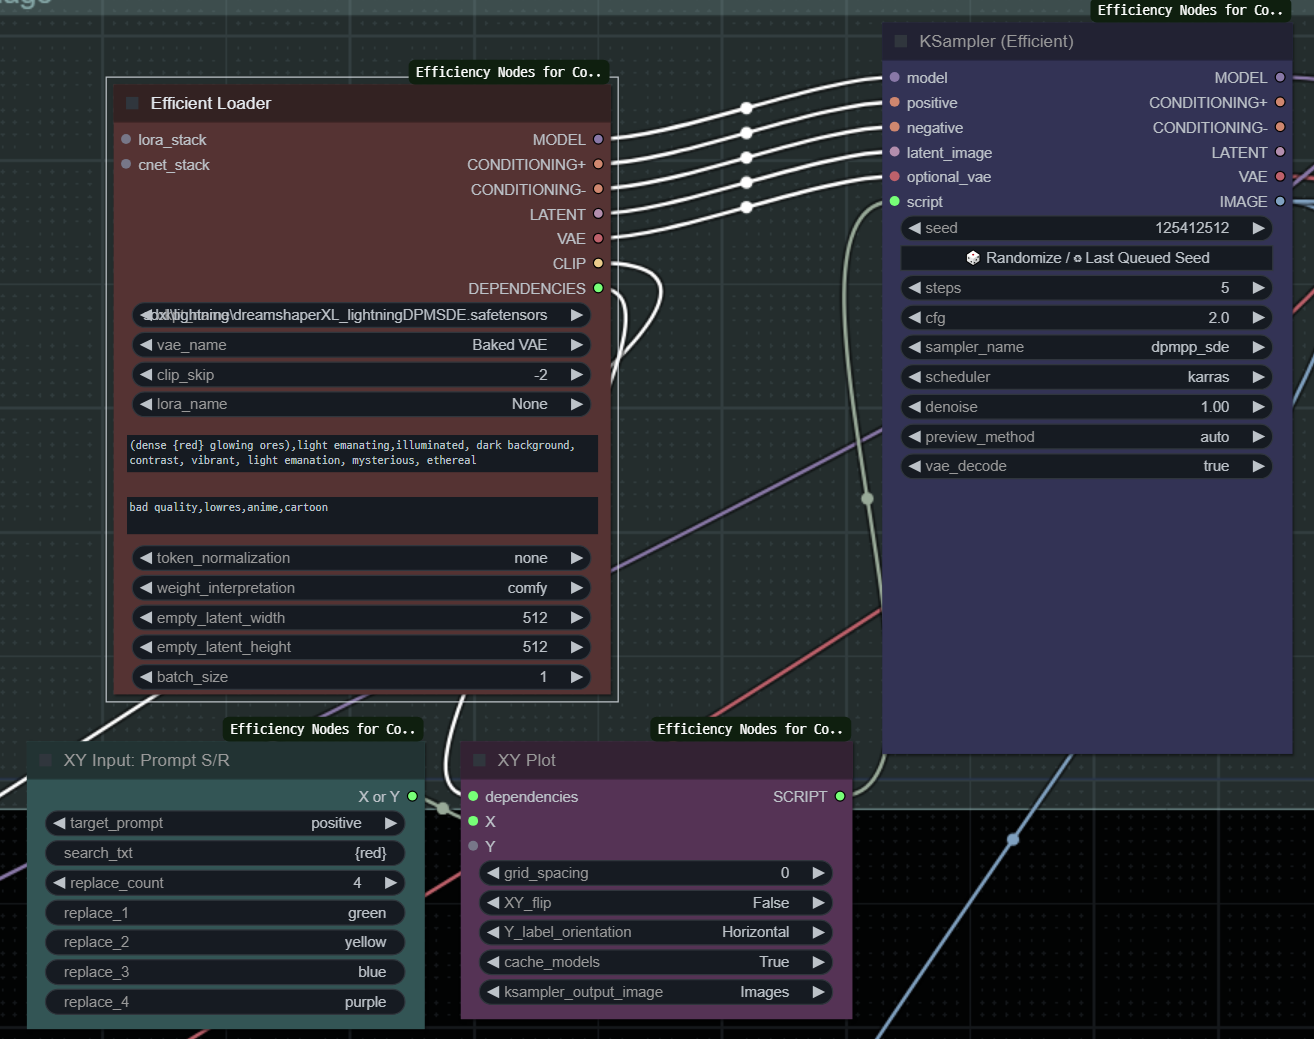 Efficiency Nodes for Co..
KSampler (Efficient)
model
MODEL
positive
CONDITIONING+
negative
CONDITIONING-
latent_image
LATENT
optional_vae
VAE
script
IMAGE
seed
125412512
Randomize / Last Queued Seed
steps
5
cfg
2.0
sampler_name
dpmpp_sde
scheduler
karras
denoise
1.00
preview_method
auto
vae_decode
true
Efficiency Nodes for Co..
Efficient Loader
lora_stack
MODEL
cnet_stack
CONDITIONING+
CONDITIONING-
LATENT
VAE
CLIP
DEPENDENCIES
\dreamshaperXL_lightningDPMSDE.safetensors
vae_name
Baked VAE
clip_skip
-2
lora_name
None
(dense {red} glowing ores),light emanating,illuminated, dark background,
contrast, vibrant, light emanation, mysterious, ethereal
bad quality,lowres,anime,cartoon
token_normalization
none
weight_interpretation
comfy
empty_latent_width
512
empty_latent_height
512
batch_size
1
Efficiency Nodes for Co..
XY Input: Prompt S/R
X or Y
target_prompt
positive
search_txt
{red}
replace_count
4
replace_1
green
replace_2
yellow
replace_3
blue
replace_4
purple
Efficiency Nodes for Co..
XY Plot
dependencies
SCRIPT
X
Y
grid_spacing
0
XY_flip
False
Y_label_orientation
Horizontal
cache_models
True
ksampler_output_image
Images